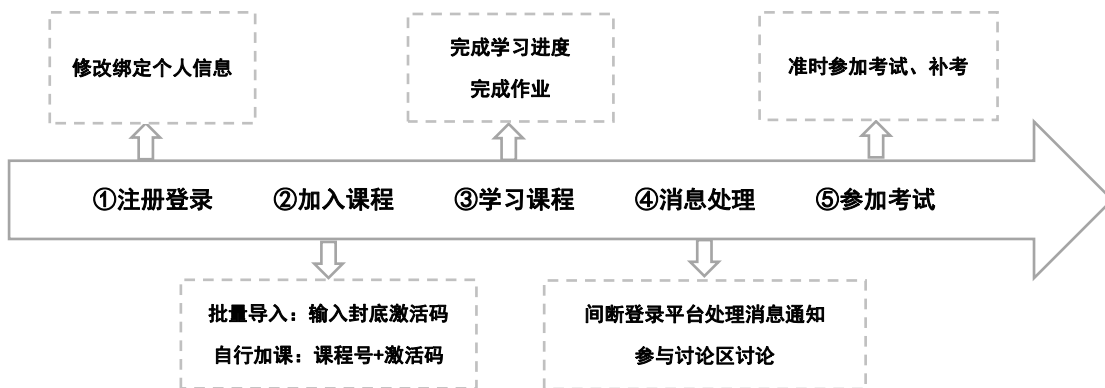 修改绑定个人信息
完成学习进度
完成作业
准时参加考试、补考
①注册登录
②加入课程
③学习课程
④消息处理
⑤参加考试
批量导入：输入封底激活码
自行加课：课程号+激活码
间断登录平台处理消息通知
参与讨论区讨论